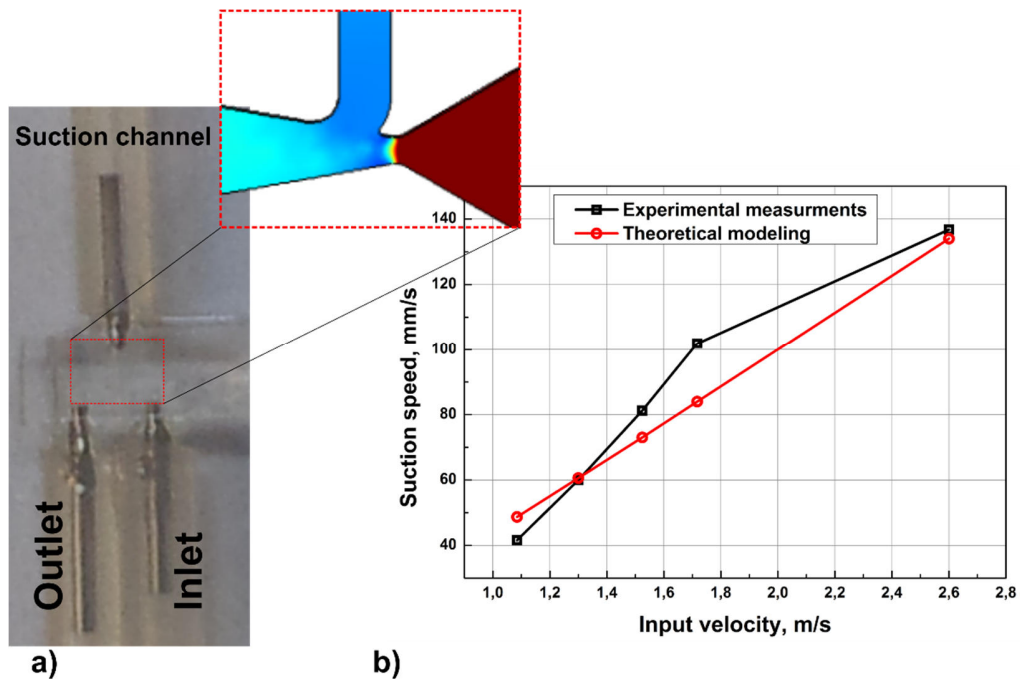 Suction channel
Outlet
Inlet
a)
Experimental measurments
Theoretical modeling
Suction speed, mm/s
140
120
100
80
60
40
1,0 1,2 1,4 1,6 1,8 2,0 2,2 2,4 2,6 2,8
Input velocity, m/s
b)